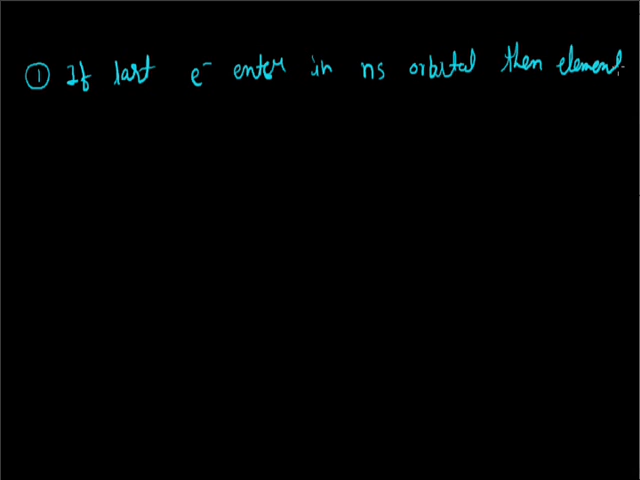 ① If last e⁻ enter in ns orbital then element